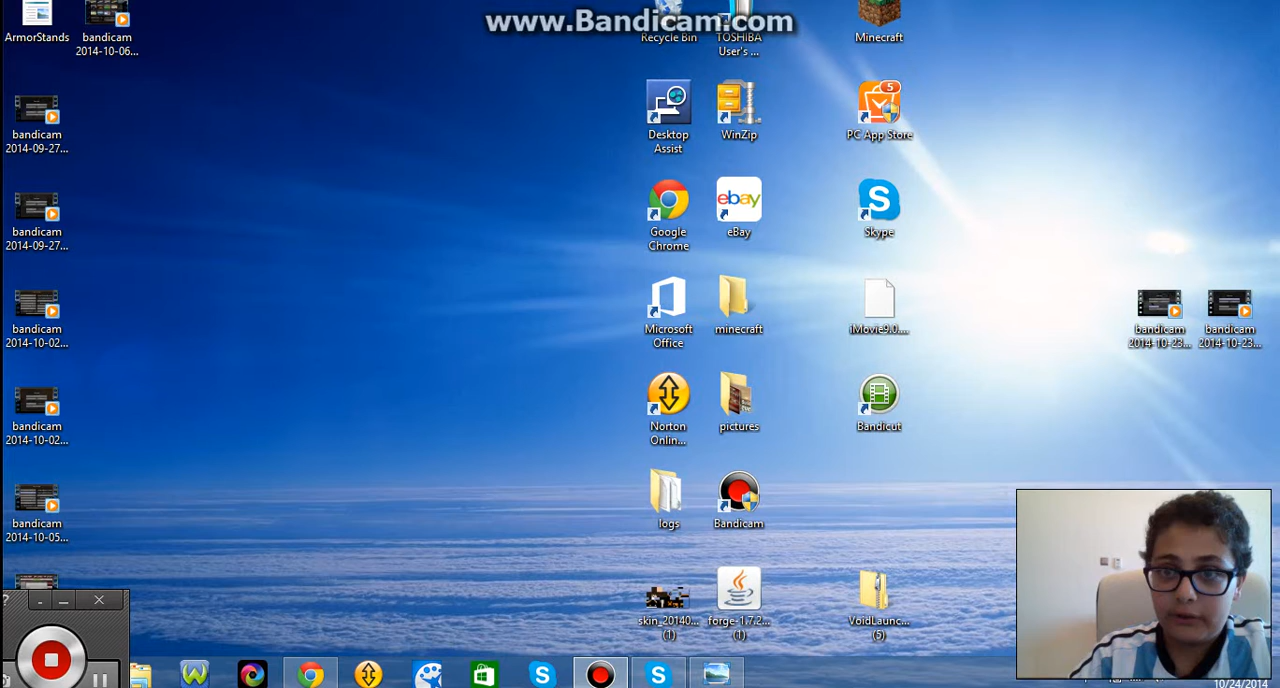 www.Bandicam.com
ArmorStands
bandicam
2014-10-06...
Recycle Bin
TOSHIBA
User's ...
Minecraft
bandicam
2014-09-27...
Desktop
Assist
WinZip
5
PC App Store
bandicam
2014-09-27...
Google
Chrome
ebay
eBay
S
Skype
bandicam
2014-10-02...
Microsoft
Office
minecraft
iMovie9.0....
bandicam
2014-10-23...
bandicam
2014-10-23...
bandicam
2014-10-02...
Norton
Onlin...
pictures
Bandicut
bandicam
2014-10-05...
logs
Bandicam
skin_20140...
(1)
forge-1.7.2...
(1)
VoidLaunc...
(5)
?
10/24/2014